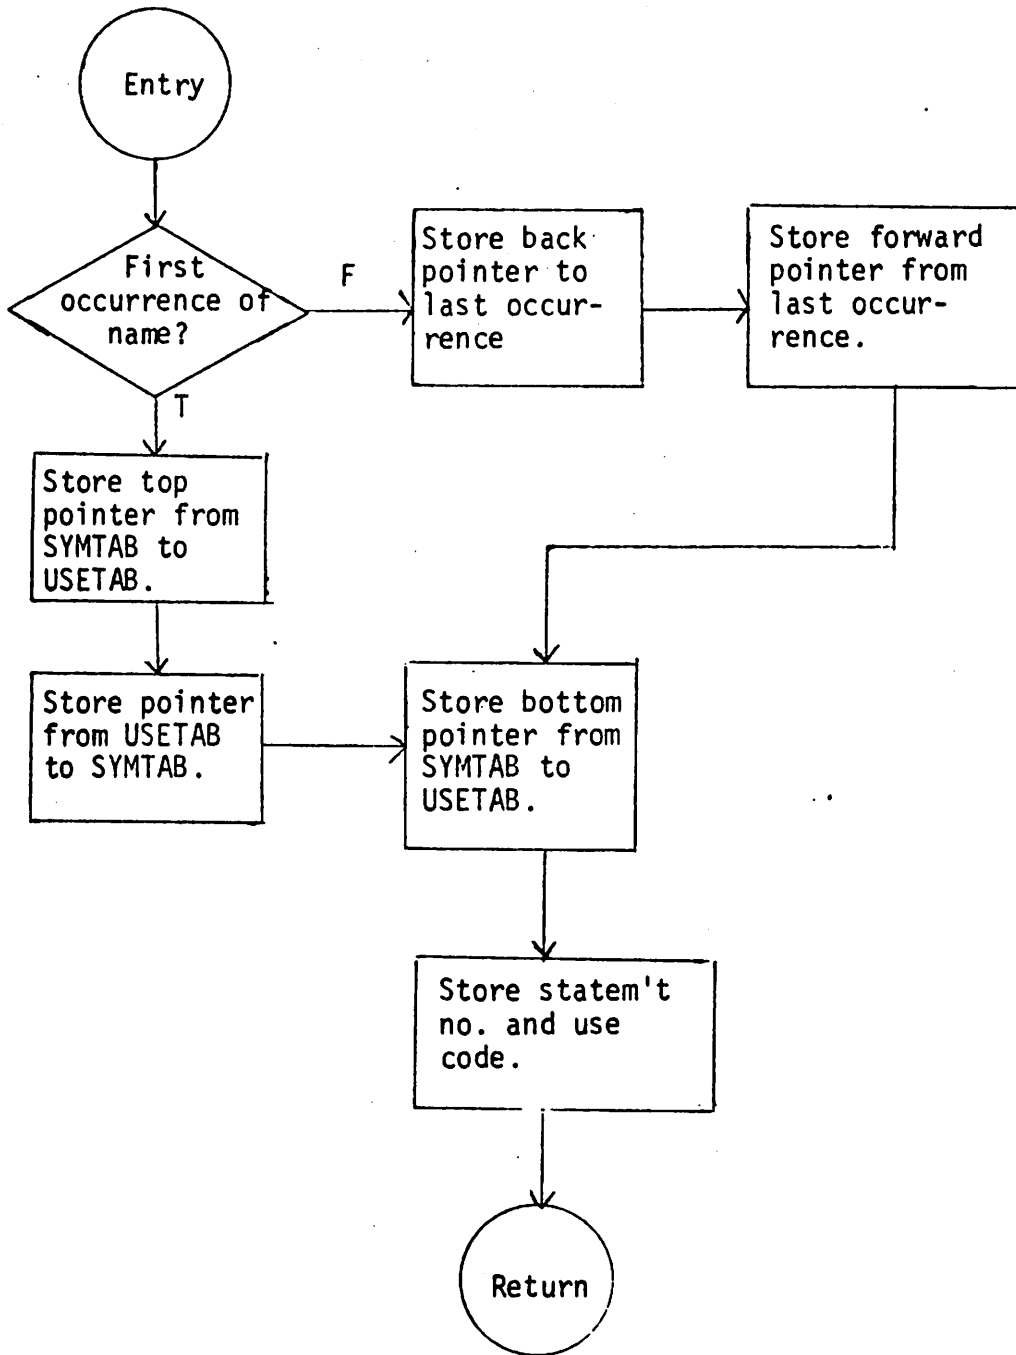 Entry
First
occurrence of
name?
F
Store back
pointer to
last occur-
rence
Store forward
pointer from
last occur-
rence.
T
Store top
pointer from
SYMTAB to
USETAB.
Store pointer
from USETAB
to SYMTAB.
Store bottom
pointer from
SYMTAB to
USETAB.
Store statem't
no. and use
code.
Return